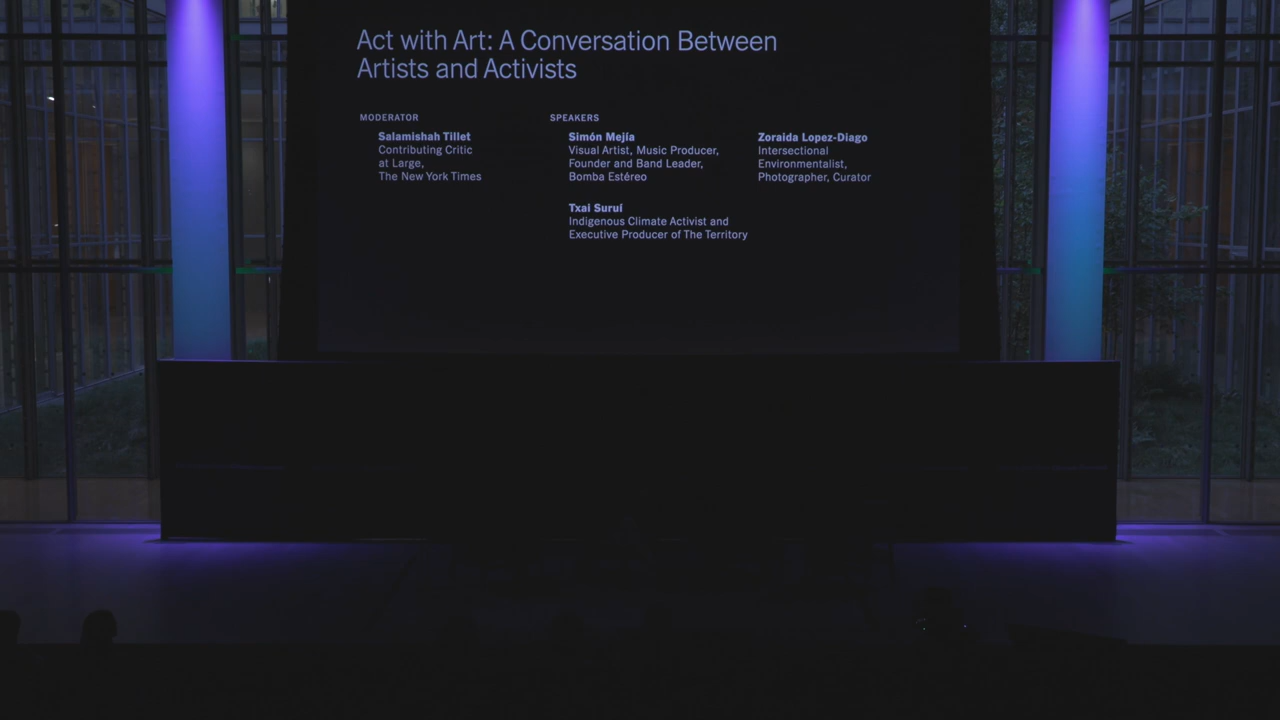 Act with Art: A Conversation Between
Artists and Activists
MODERATOR
Salamishah Tillet
Contributing Critic
at Large,
The New York Times
SPEAKERS
Simón Mejía
Visual Artist, Music Producer,
Founder and Band Leader,
Bomba Estéreo
Txai Suruí
Indigenous Climate Activist and
Executive Producer of The Territory
Zoraida Lopez-Diago
Intersectional
Environmentalist,
Photographer, Curator